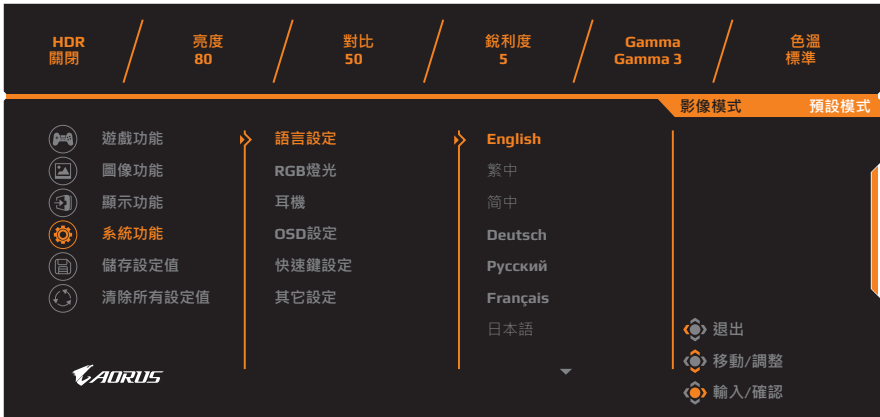 HDR
關閉
亮度
80
對比
50
銳利度
5
Gamma
Gamma 3
色溫
標準
影像模式 預設模式
遊戲功能
圖像功能
顯示功能
系統功能
儲存設定值
清除所有設定值
語言設定
RGB燈光
耳機
OSD設定
快速鍵設定
其它設定
English
繁中
简中
Deutsch
Русский
Français
日本語
退出
移動/調整
輸入/確認
AORUS